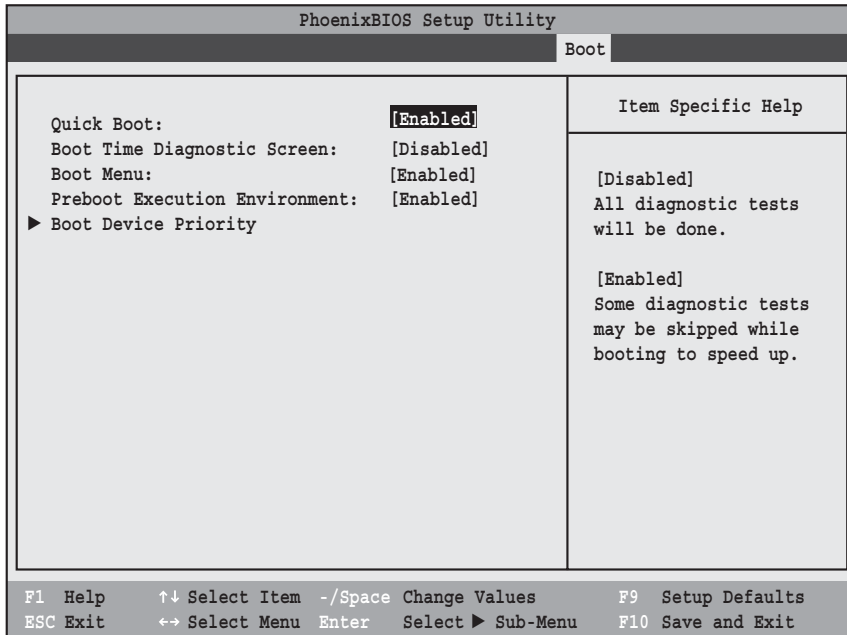 PhoenixBIOS Setup Utility
Boot
Quick Boot: [Enabled]
Boot Time Diagnostic Screen: [Disabled]
Boot Menu: [Enabled]
Preboot Execution Environment: [Enabled]
▶ Boot Device Priority
Item Specific Help
[Disabled]
All diagnostic tests
will be done.
[Enabled]
Some diagnostic tests
may be skipped while
booting to speed up.
F1 Help ↑↓ Select Item -/Space Change Values F9 Setup Defaults
ESC Exit ←→ Select Menu Enter Select ▶ Sub-Menu F10 Save and Exit